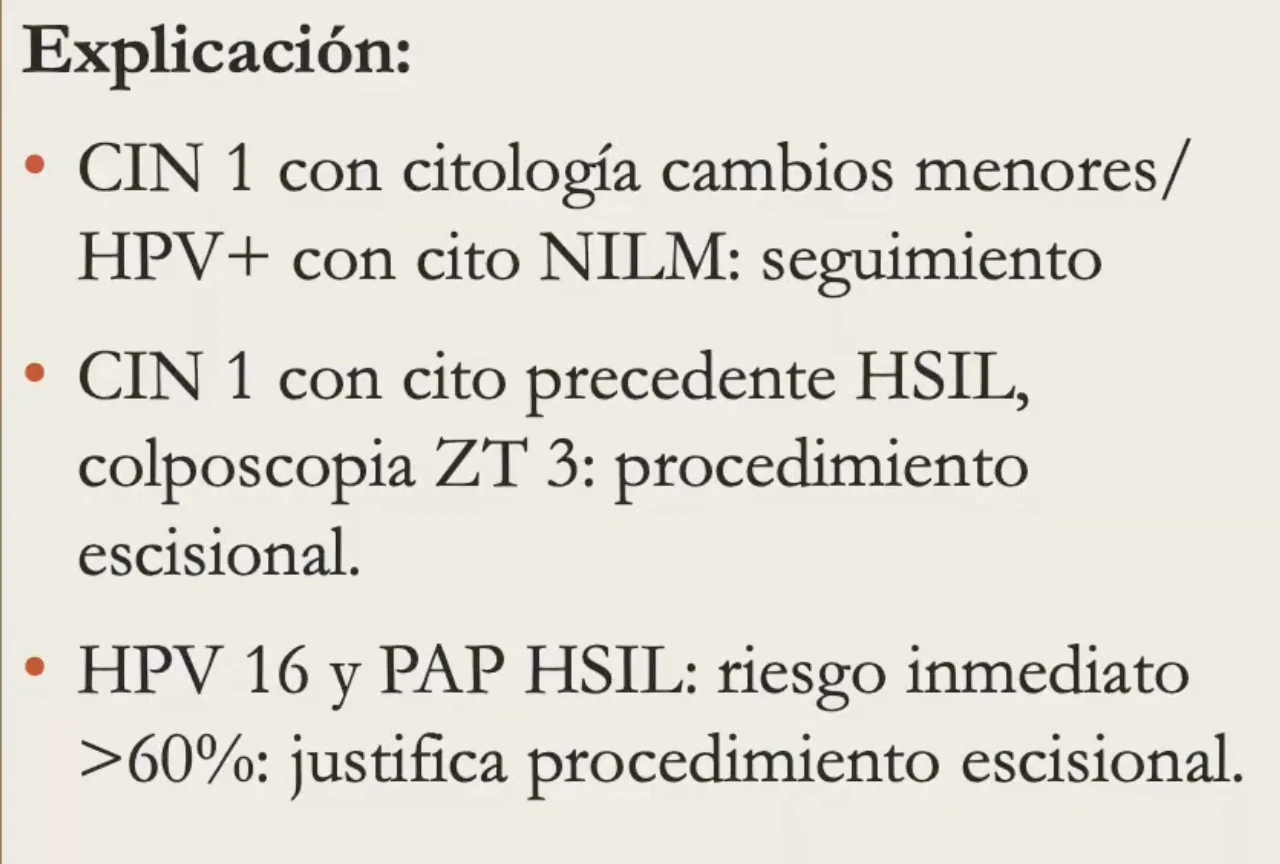 Explicación:
• CIN 1 con citología cambios menores/
HPV+ con cito NILM: seguimiento
• CIN 1 con cito precedente HSIL,
colposcopia ZT 3: procedimiento
escisional.
• HPV 16 y PAP HSIL: riesgo inmediato
>60%: justifica procedimiento escisional.